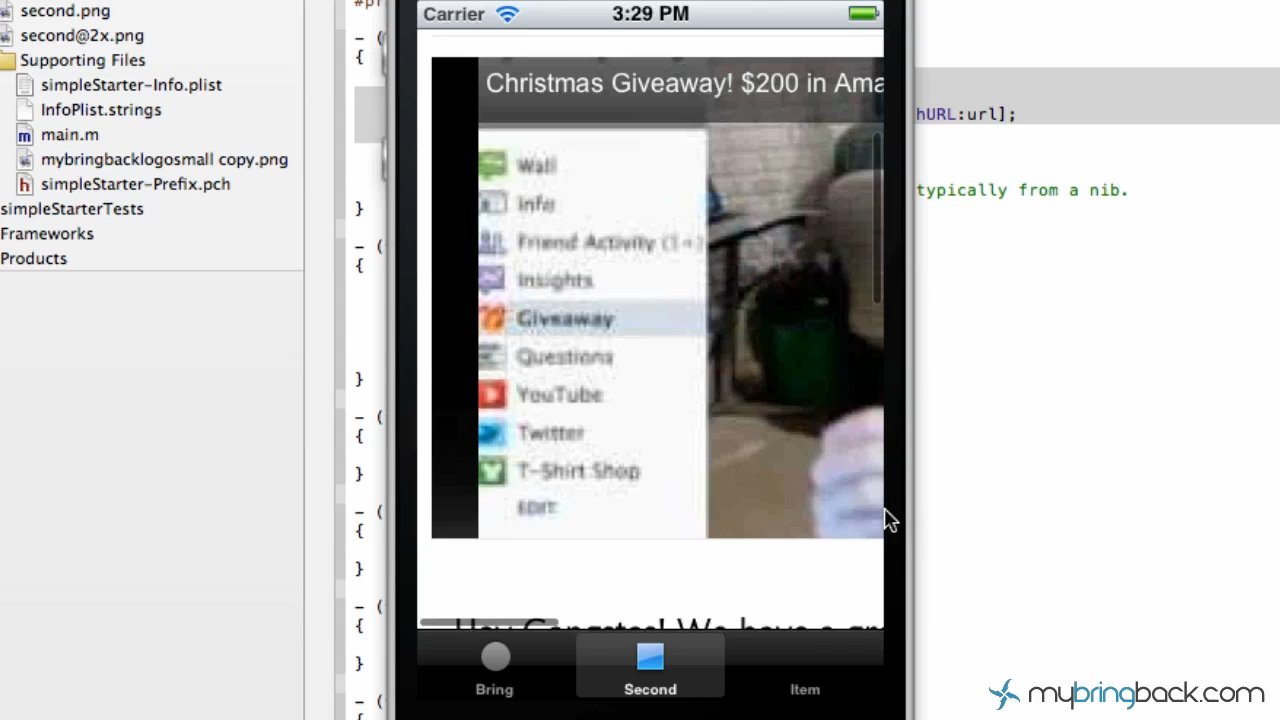 second.png
second@2x.png
Supporting Files
simpleStarter-Info.plist
InfoPlist.strings
main.m
mybringbacklogosmall copy.png
simpleStarter-Prefix.pch
simpleStarterTests
Frameworks
Products
- (
{
}
- (
{
}
- (
{
}
- (
{
}
- (
{
}
- (
Carrier 3:29 PM
Christmas Giveaway! $200 in Ama
Wall
Info
Friend Activity (1+)
Insights
Giveaway
Questions
YouTube
Twitter
T-Shirt Shop
EDIT
Bring Second Item
hURL:url];
typically from a nib.
mybringback.com